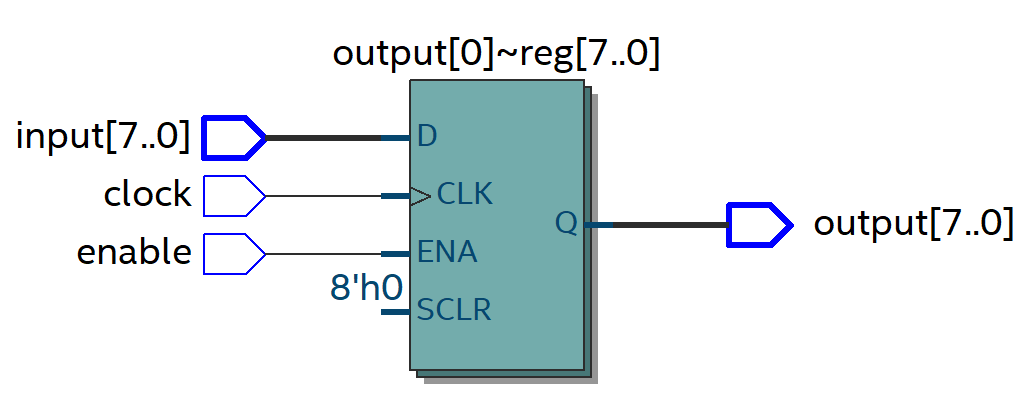 output[0]~reg[7..0]
input[7..0]
D
clock
CLK
enable
ENA
8'h0
SCLR
Q
output[7..0]